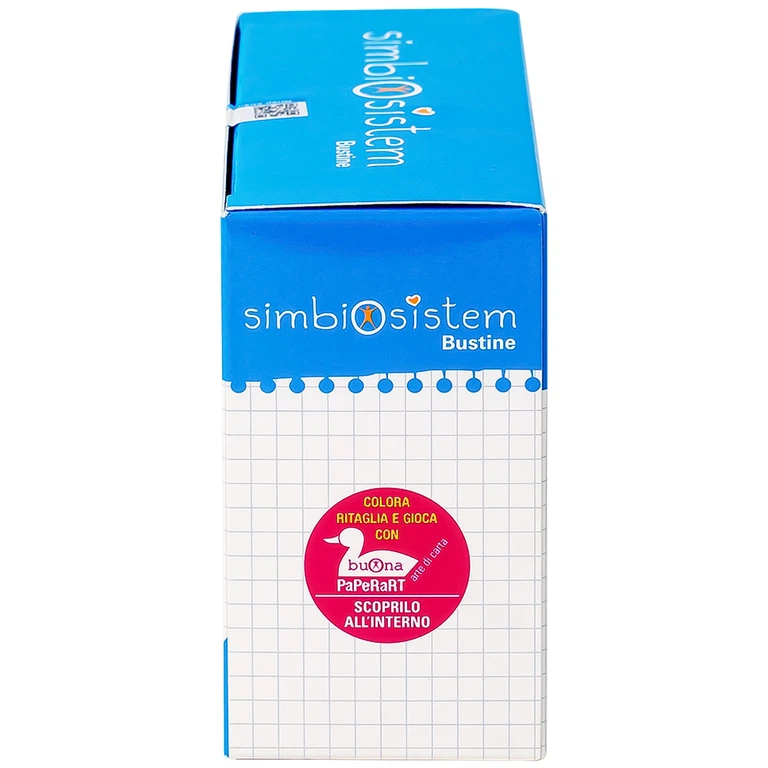 simbiOsistem
Bustine
simbiOsistem
Bustine
COLORA
RITAGLIA E GIOCA
CON
buOna
arte di carta
PaPeRaRT
SCOPRILO
ALL'INTERNO